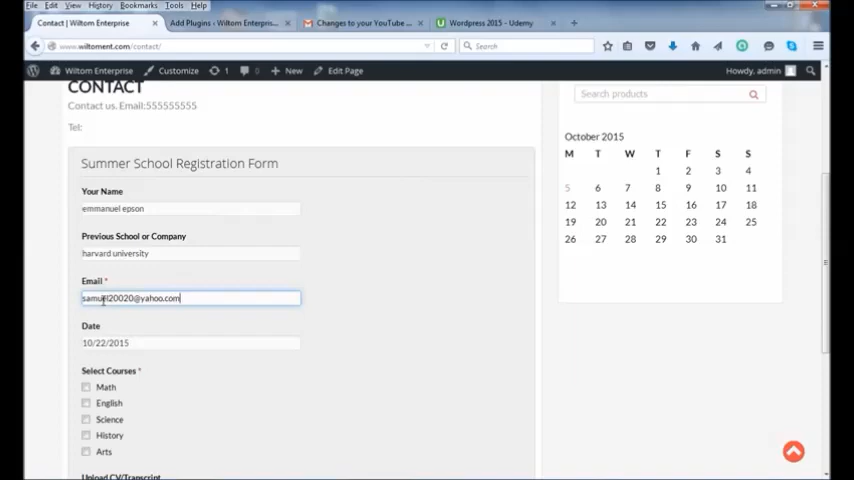 File Edit View History Bookmarks Tools Help
Contact | Wiltom Enterprise
Add Plugins ‹ Wiltom Enterpris...
Changes to your YouTube ...
Wordpress 2015 - Udemy
www.wiltoment.com/contact/
Search
Wiltom Enterprise Customize 1 0 New Edit Page Howdy, admin
CONTACT
Contact us. Email:555555555
Tel:
Summer School Registration Form
Your Name
emmanuel epson
Previous School or Company
harvard university
Email *
samuel20020@yahoo.com
Date
10/22/2015
Select Courses *
Math
English
Science
History
Arts
Upload CV/Transcript
Search products
October 2015
M T W T F S S
1 2 3 4
5 6 7 8 9 10 11
12 13 14 15 16 17 18
19 20 21 22 23 24 25
26 27 28 29 30 31